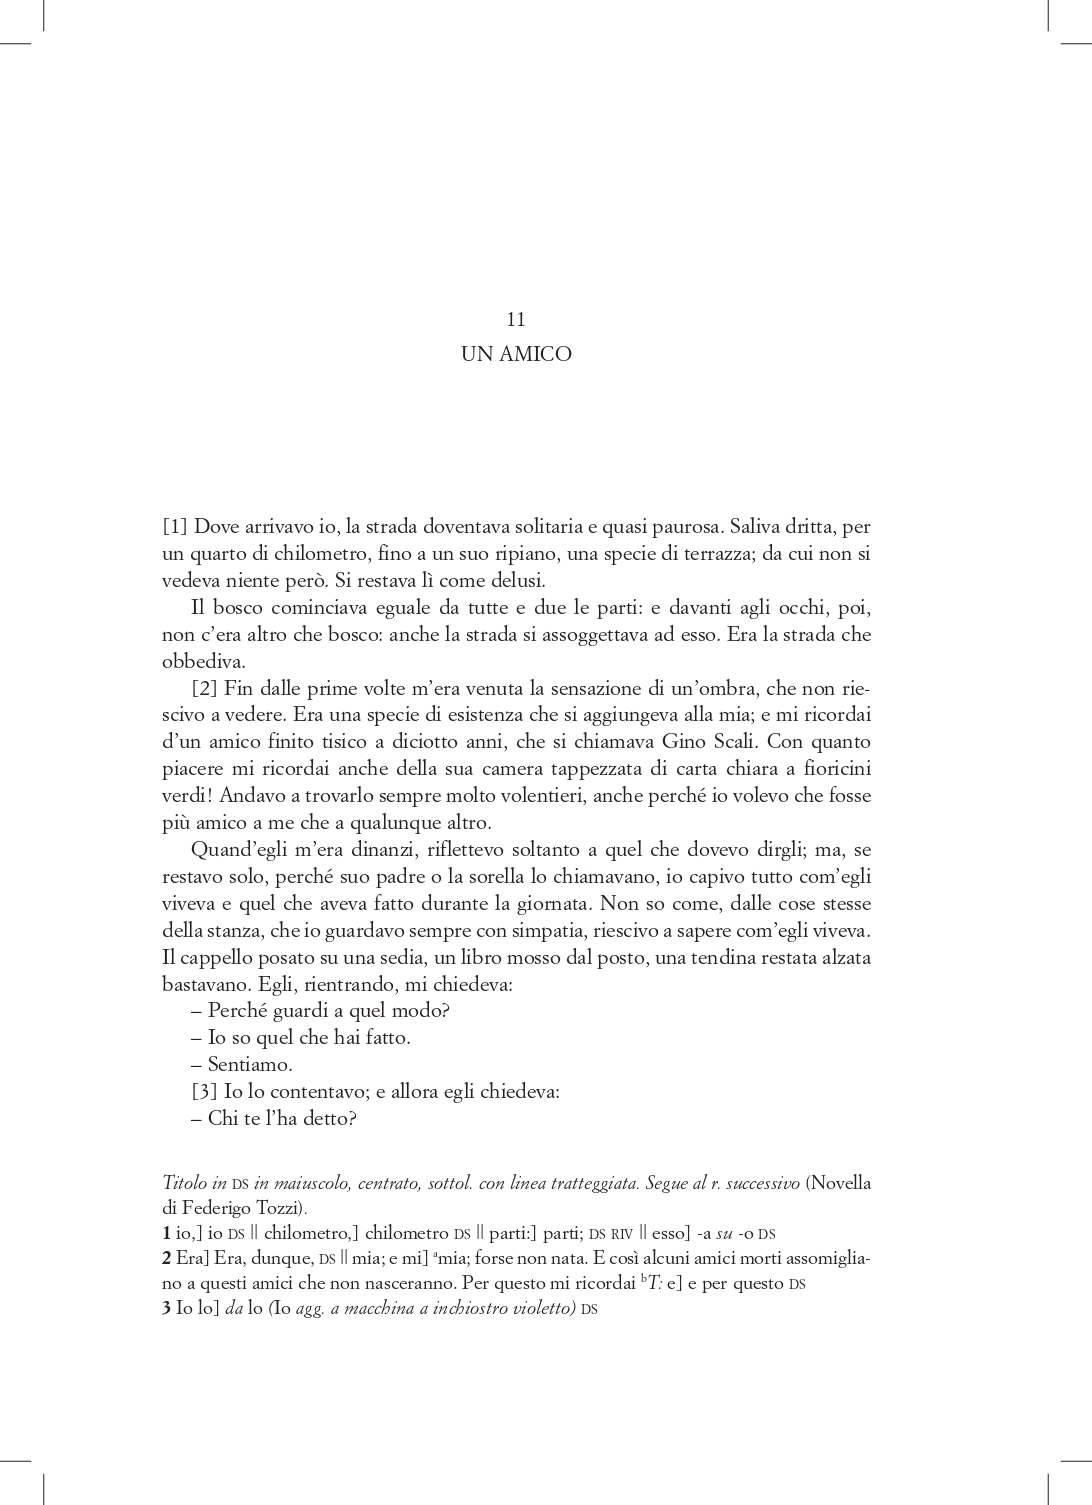 11
UN AMICO
[1] Dove arrivavo io, la strada doventava solitaria e quasi paurosa. Saliva dritta, per
un quarto di chilometro, fino a un suo ripiano, una specie di terrazza; da cui non si
vedeva niente però. Si restava lì come delusi.
Il bosco cominciava eguale da tutte e due le parti: e davanti agli occhi, poi,
non c’era altro che bosco: anche la strada si assoggettava ad esso. Era la strada che
obbediva.
[2] Fin dalle prime volte m’era venuta la sensazione di un’ombra, che non rie-
scivo a vedere. Era una specie di esistenza che si aggiungeva alla mia; e mi ricordai
d’un amico finito tisico a diciotto anni, che si chiamava Gino Scali. Con quanto
piacere mi ricordai anche della sua camera tappezzata di carta chiara a fioricini
verdi! Andavo a trovarlo sempre molto volentieri, anche perché io volevo che fosse
più amico a me che a qualunque altro.
Quand’egli m’era dinanzi, riflettevo soltanto a quel che dovevo dirgli; ma, se
restavo solo, perché suo padre o la sorella lo chiamavano, io capivo tutto com’egli
viveva e quel che aveva fatto durante la giornata. Non so come, dalle cose stesse
della stanza, che io guardavo sempre con simpatia, riescivo a sapere com’egli viveva.
Il cappello posato su una sedia, un libro mosso dal posto, una tendina restata alzata
bastavano. Egli, rientrando, mi chiedeva:
– Perché guardi a quel modo?
– Io so quel che hai fatto.
– Sentiamo.
[3] Io lo contentavo; e allora egli chiedeva:
– Chi te l’ha detto?
Titolo in DS in maiuscolo, centrato, sottol. con linea tratteggiata. Segue al r. successivo (Novella
di Federigo Tozzi).
1 io,] io DS || chilometro,] chilometro DS || parti:] parti; DS RIV || esso] -a su -o DS
2 Era] Era, dunque, DS || mia; e mi] ᵃmia; forse non nata. E così alcuni amici morti assomiglia-
no a questi amici che non nasceranno. Per questo mi ricordai ᵇT: e] e per questo DS
3 Io lo] da lo (Io agg. a macchina a inchiostro violetto) DS